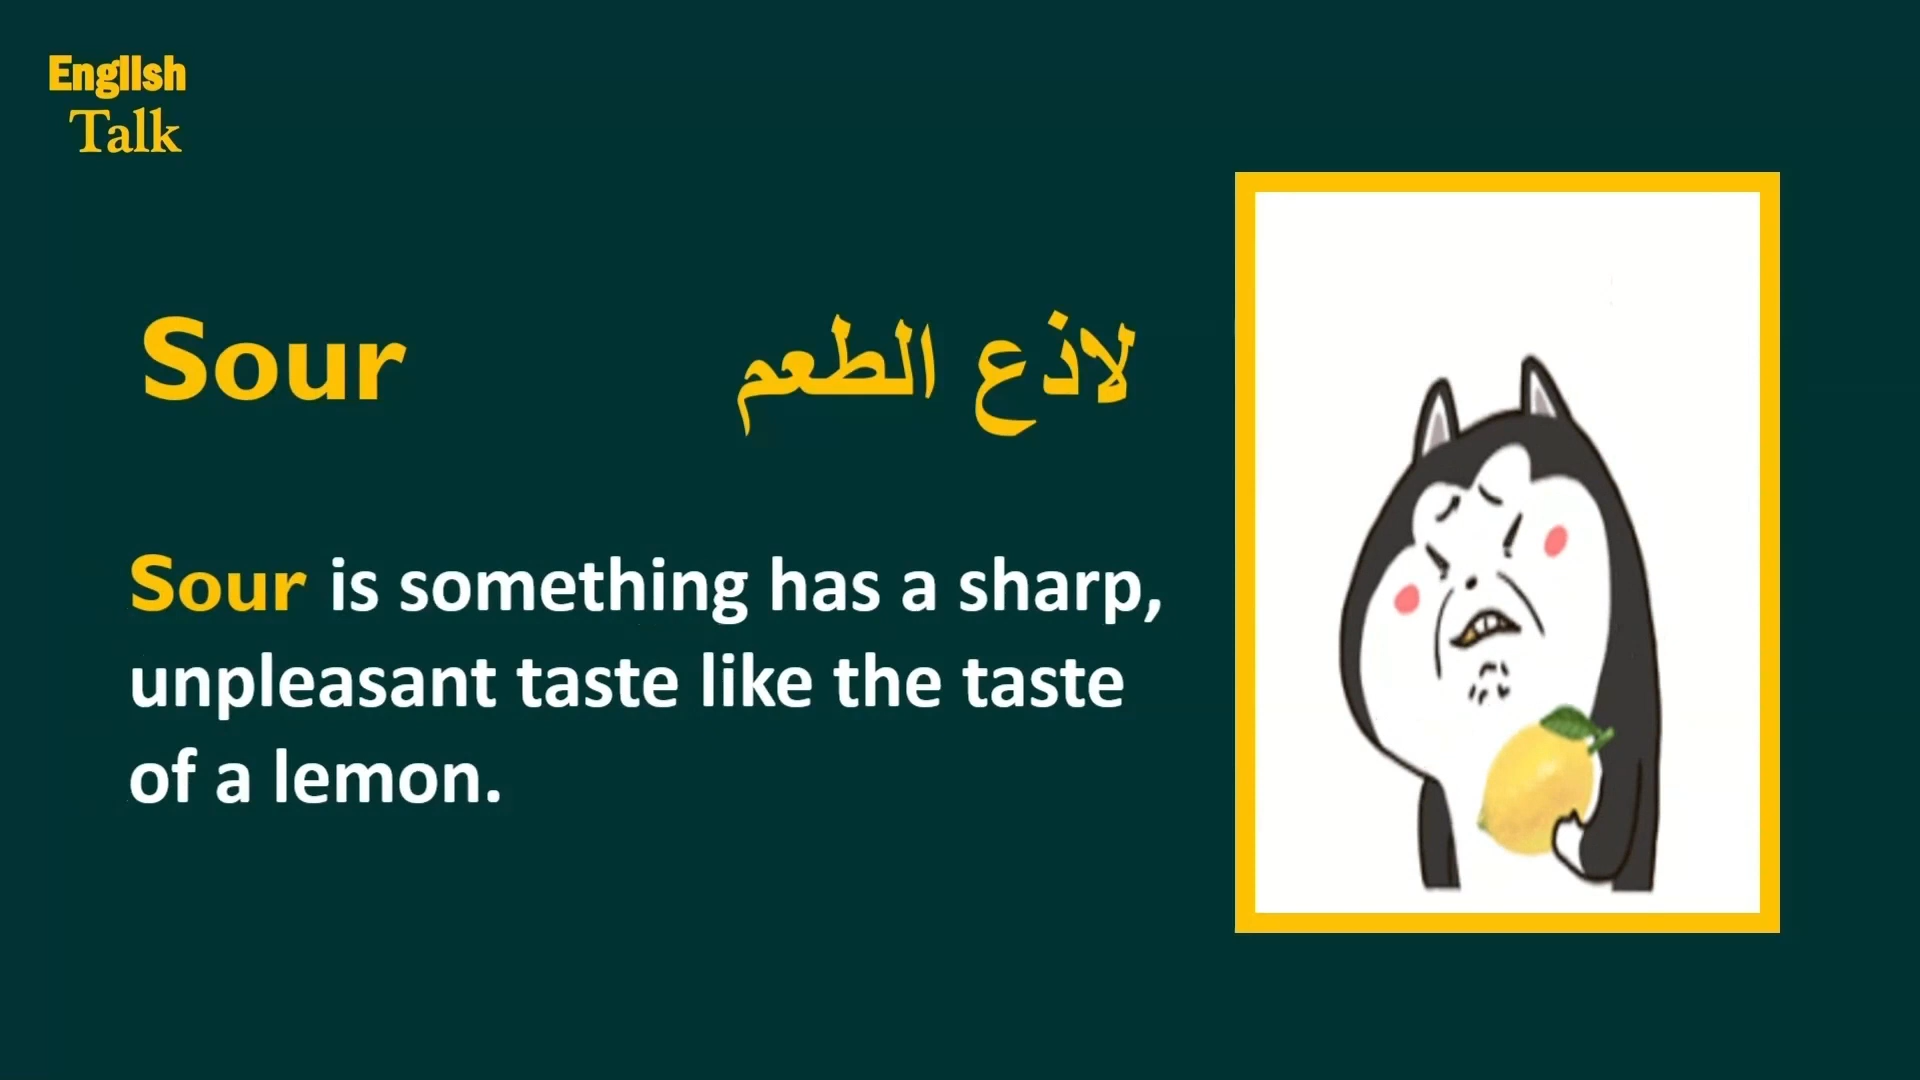 English
Talk
Sour
لاذع الطعم
Sour is something has a sharp,
unpleasant taste like the taste
of a lemon.